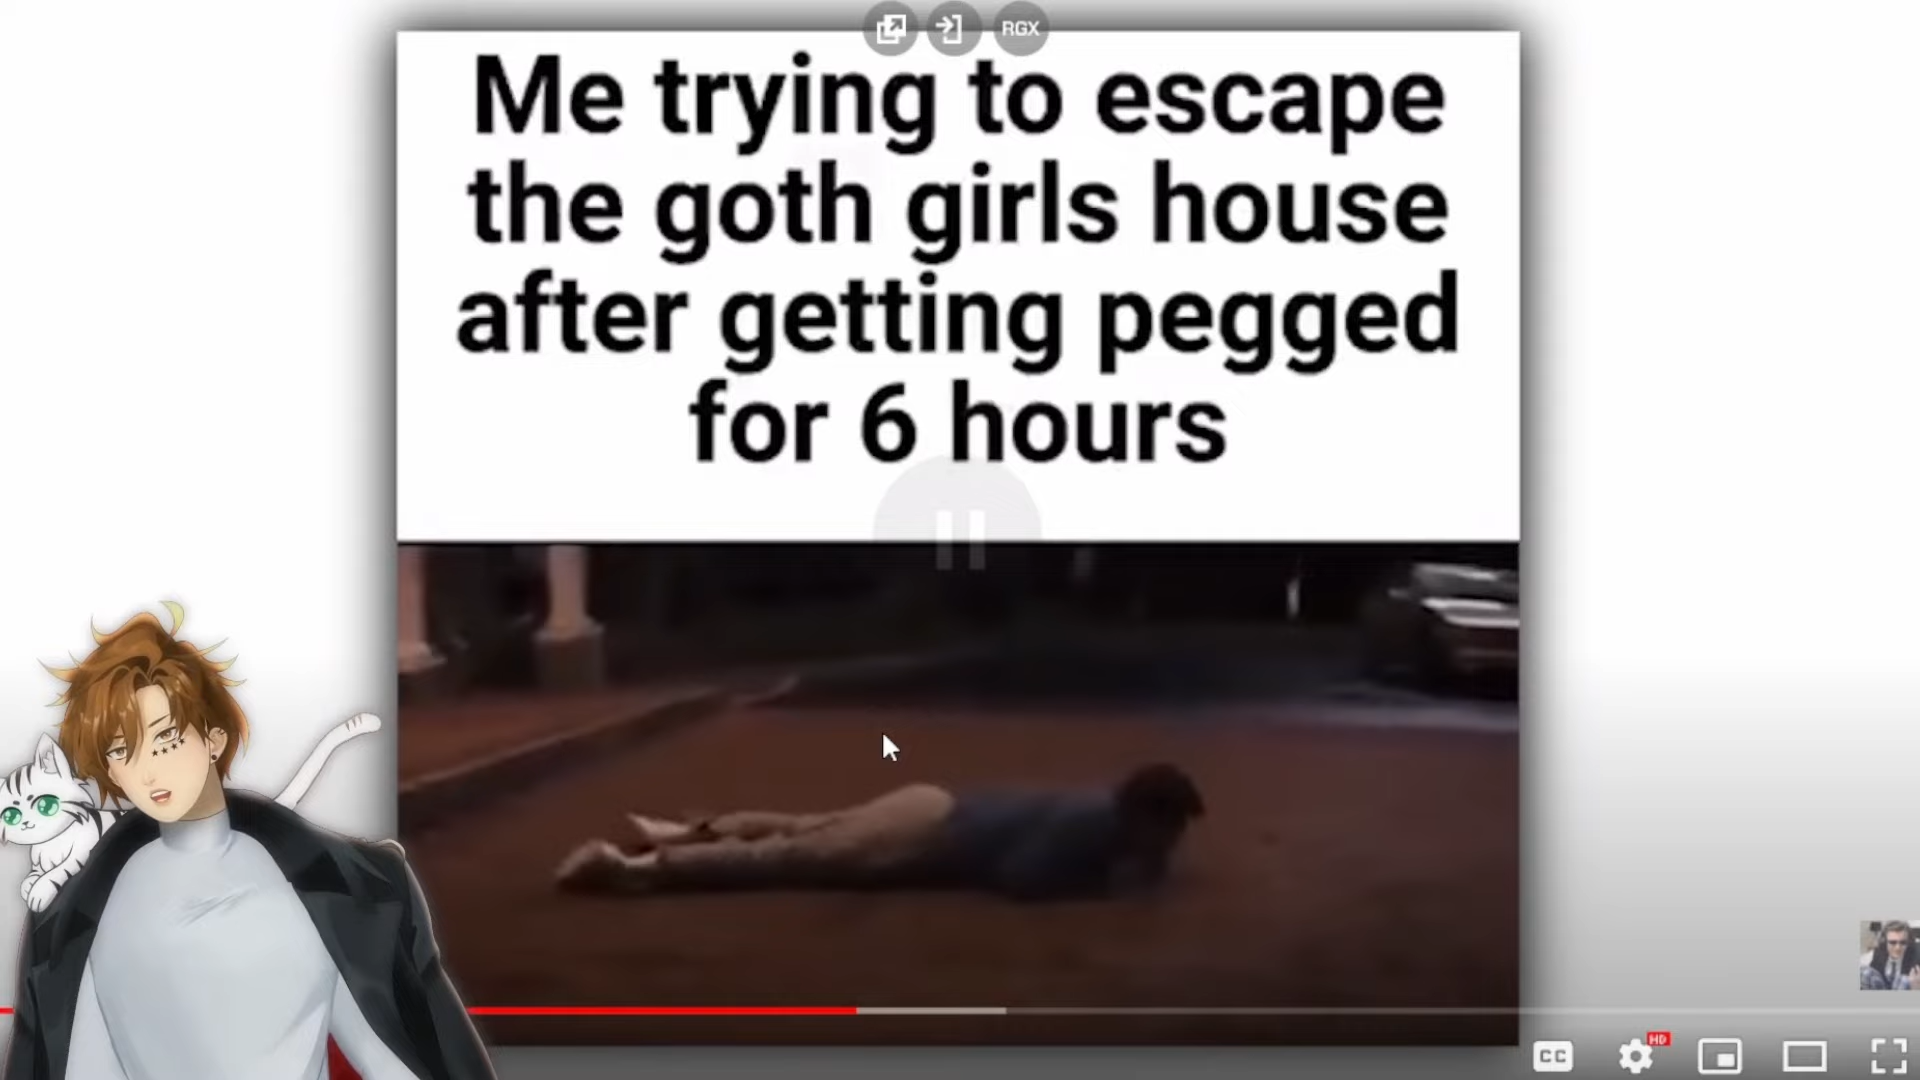 RGX
Me trying to escape
the goth girls house
after getting pegged
for 6 hours
CC
HD